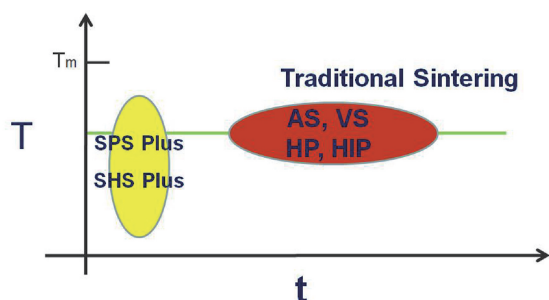 Tm
Traditional Sintering
AS, VS
HP, HIP
T
SPS Plus
SHS Plus
t